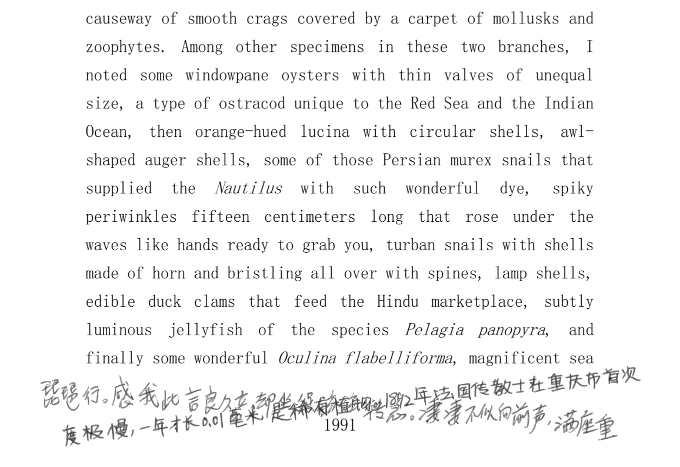 causeway of smooth crags covered by a carpet of mollusks and
zoophytes. Among other specimens in these two branches, I
noted some windowpane oysters with thin valves of unequal
size, a type of ostracod unique to the Red Sea and the Indian
Ocean, then orange-hued lucina with circular shells, awl-
shaped auger shells, some of those Persian murex snails that
supplied the Nautilus with such wonderful dye, spiky
periwinkles fifteen centimeters long that rose under the
waves like hands ready to grab you, turban snails with shells
made of horn and bristling all over with spines, lamp shells,
edible duck clams that feed the Hindu marketplace, subtly
luminous jellyfish of the species Pelagia panopyra, and
finally some wonderful Oculina flabelliforma, magnificent sea
琵琶行。感我此言良久立,却坐 年法国传教士在重庆市首次
度极慢,一年才长0.01毫米 是稀有植物 凄凄不似向前声,满座重
1991